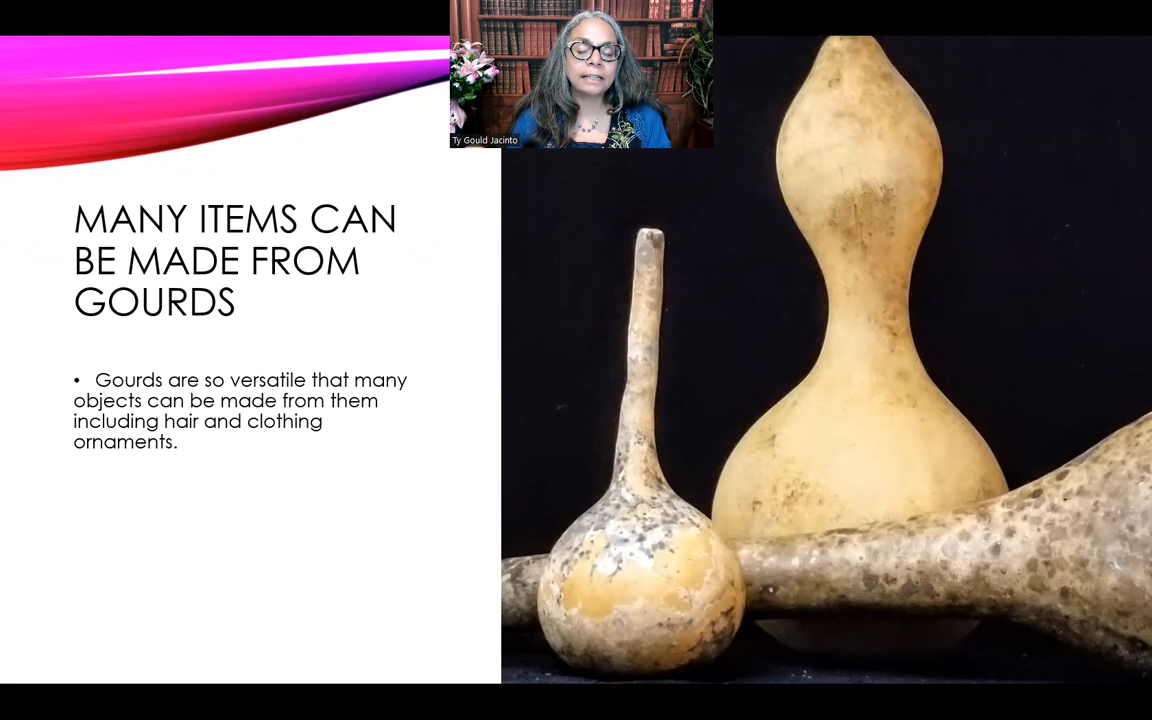 Ty Gould Jacinto
MANY ITEMS CAN
BE MADE FROM
GOURDS
• Gourds are so versatile that many
objects can be made from them
including hair and clothing
ornaments.